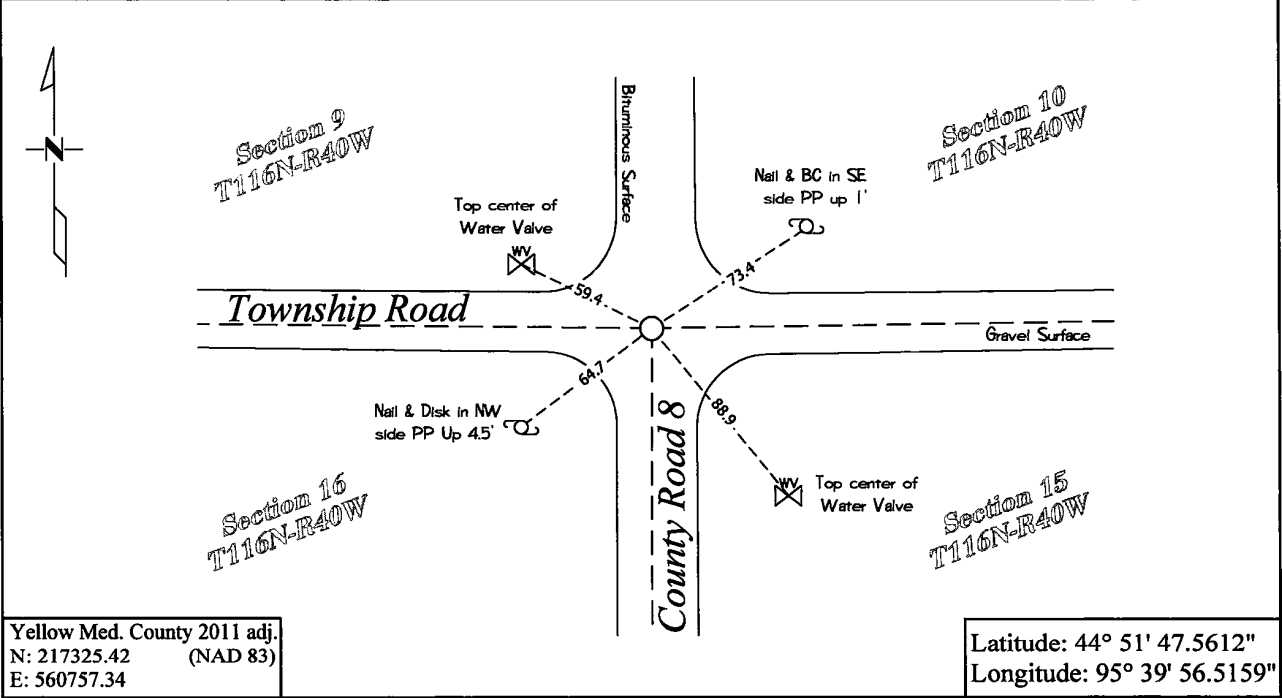 N
Section 9
T116N-R40W
Bituminous Surface
Section 10
T116N-R40W
Nail & BC in SE
side PP up 1'
Top center of
Water Valve
WV
59.4
73.4
Township Road
Gravel Surface
64.7
88.9
Nail & Disk in NW
side PP Up 4.5'
County Road 8
WV
Top center of
Water Valve
Section 16
T116N-R40W
Section 15
T116N-R40W
Yellow Med. County 2011 adj.
N: 217325.42 (NAD 83)
E: 560757.34
Latitude: 44° 51' 47.5612"
Longitude: 95° 39' 56.5159"